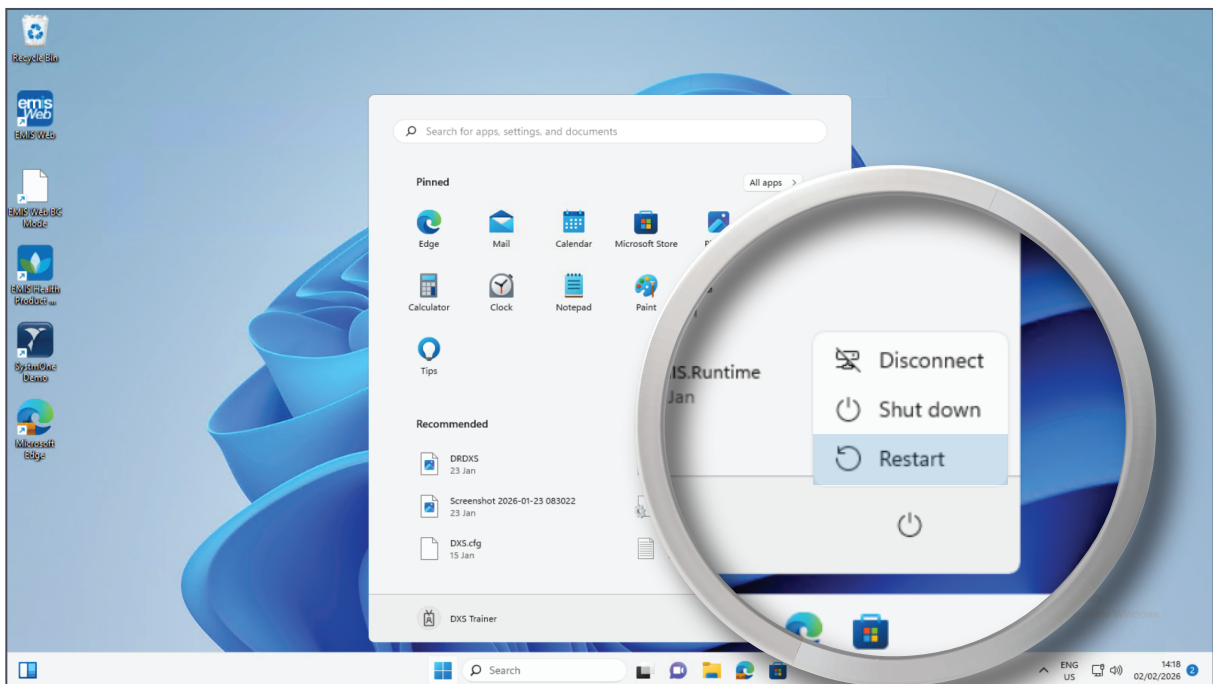 Recycle Bin
emis
Web
EMIS Web
EMIS Web BC
Mode
EMIS Health
Product ...
SystmOne
Demo
Microsoft
Edge
Search for apps, settings, and documents
Pinned
All apps >
Edge
Mail
Calendar
Microsoft Store
Calculator
Clock
Notepad
Paint
Tips
Recommended
DRDXS
23 Jan
Screenshot 2026-01-23 083022
23 Jan
DXS.cfg
15 Jan
DXS Trainer
IS.Runtime
Jan
Disconnect
Shut down
Restart
Search
ENG
US
14:18
02/02/2026
2